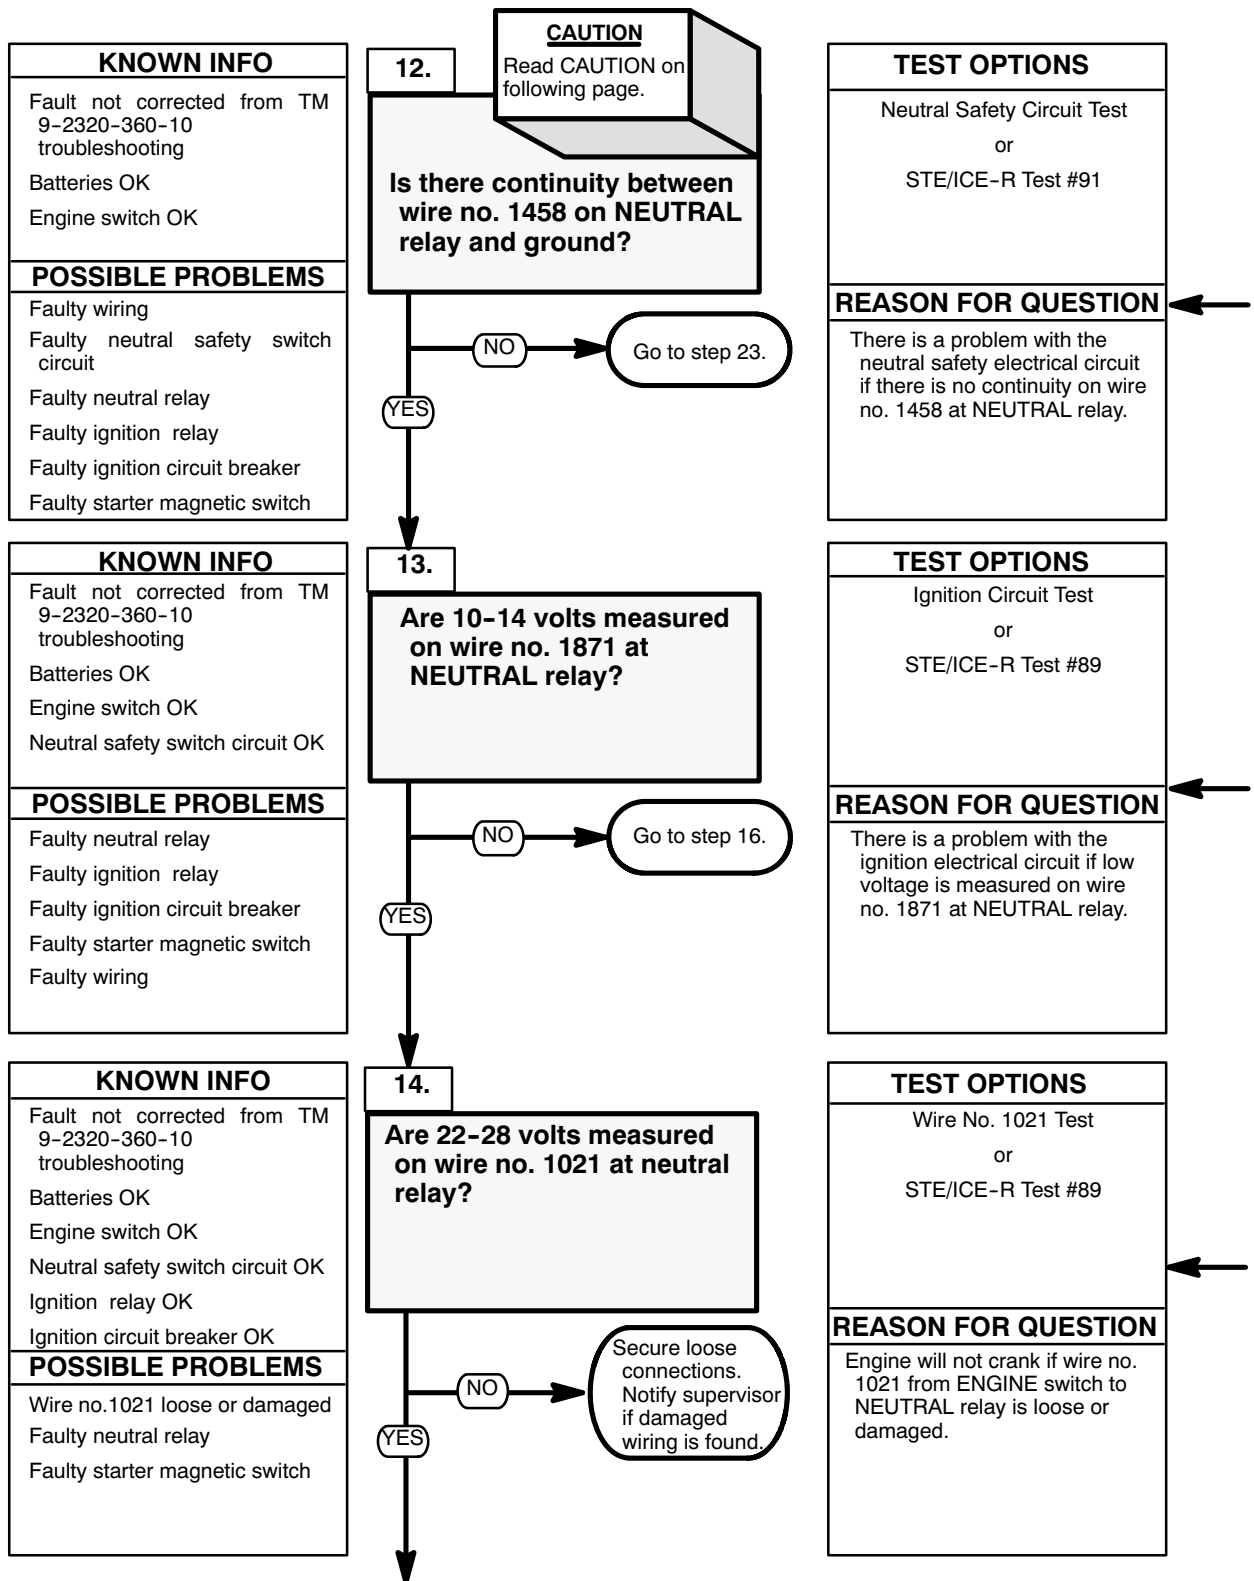 KNOWN INFO
Fault not corrected from TM
9-2320-360-10
troubleshooting
Batteries OK
Engine switch OK
POSSIBLE PROBLEMS
Faulty wiring
Faulty neutral safety switch
circuit
Faulty neutral relay
Faulty ignition relay
Faulty ignition circuit breaker
Faulty starter magnetic switch
12.
CAUTION
Read CAUTION on
following page.
Is there continuity between
wire no. 1458 on NEUTRAL
relay and ground?
NO
Go to step 23.
YES
TEST OPTIONS
Neutral Safety Circuit Test
or
STE/ICE-R Test #91
REASON FOR QUESTION
There is a problem with the
neutral safety electrical circuit
if there is no continuity on wire
no. 1458 at NEUTRAL relay.
KNOWN INFO
Fault not corrected from TM
9-2320-360-10
troubleshooting
Batteries OK
Engine switch OK
Neutral safety switch circuit OK
POSSIBLE PROBLEMS
Faulty neutral relay
Faulty ignition relay
Faulty ignition circuit breaker
Faulty starter magnetic switch
Faulty wiring
13.
Are 10-14 volts measured
on wire no. 1871 at
NEUTRAL relay?
NO
Go to step 16.
YES
TEST OPTIONS
Ignition Circuit Test
or
STE/ICE-R Test #89
REASON FOR QUESTION
There is a problem with the
ignition electrical circuit if low
voltage is measured on wire
no. 1871 at NEUTRAL relay.
KNOWN INFO
Fault not corrected from TM
9-2320-360-10
troubleshooting
Batteries OK
Engine switch OK
Neutral safety switch circuit OK
Ignition relay OK
Ignition circuit breaker OK
POSSIBLE PROBLEMS
Wire no.1021 loose or damaged
Faulty neutral relay
Faulty starter magnetic switch
14.
Are 22-28 volts measured
on wire no. 1021 at neutral
relay?
NO
Secure loose
connections.
Notify supervisor
if damaged
wiring is found.
YES
TEST OPTIONS
Wire No. 1021 Test
or
STE/ICE-R Test #89
REASON FOR QUESTION
Engine will not crank if wire no.
1021 from ENGINE switch to
NEUTRAL relay is loose or
damaged.